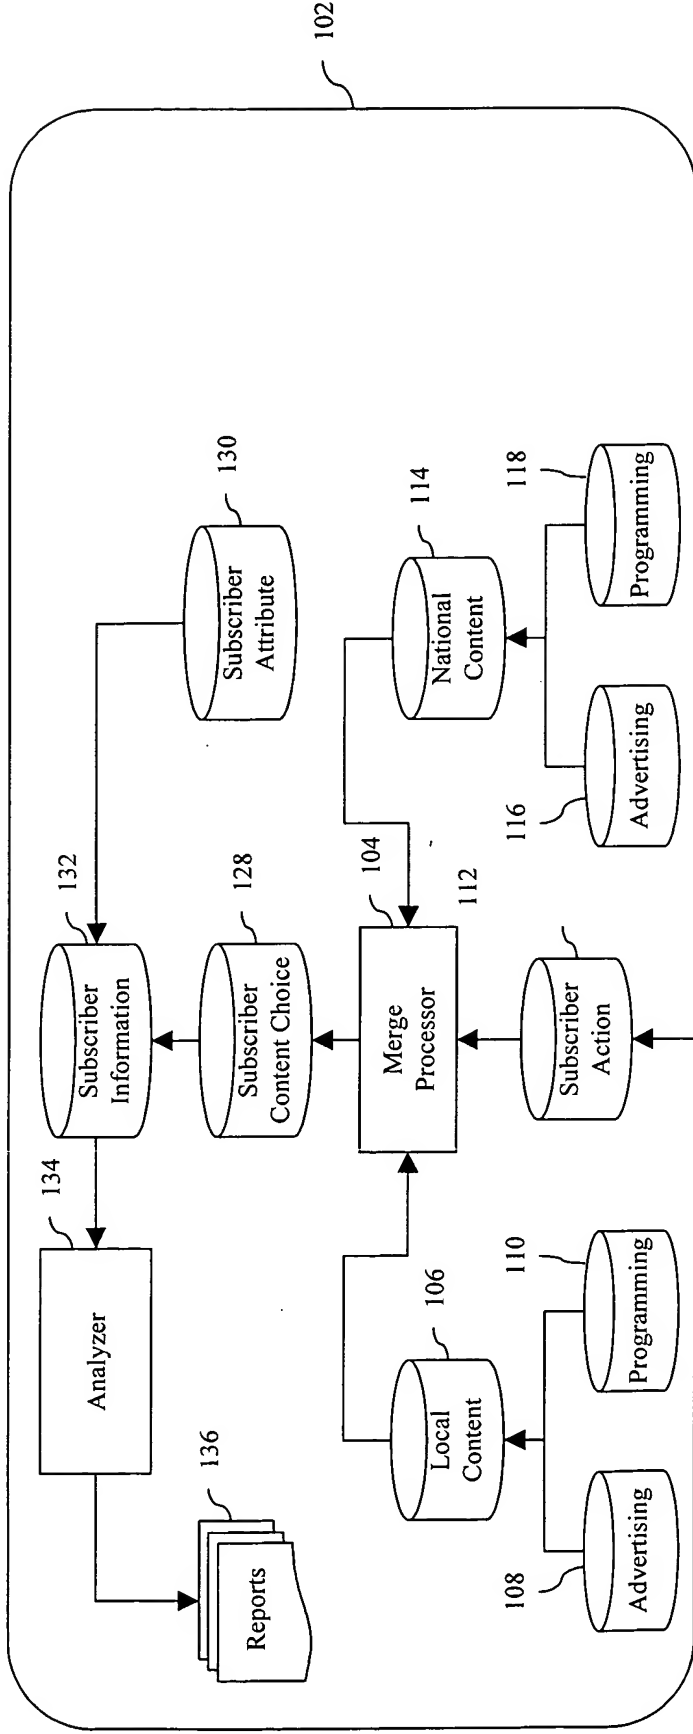 102
134
Analyzer
136
Reports
132
Subscriber
Information
130
Subscriber
Attribute
128
Subscriber
Content Choice
106
Local
Content
104
Merge
Processor
112
114
National
Content
108
Advertising
110
Programming
Subscriber
Action
116
Advertising
118
Programming